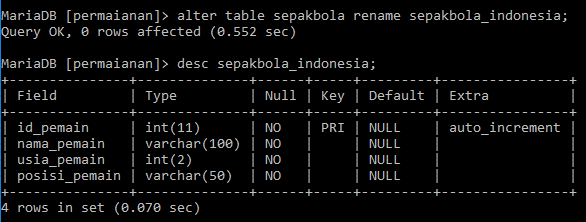 MariaDB [permaianan]> alter table sepakbola rename sepakbola_indonesia;
Query OK, 0 rows affected (0.552 sec)
MariaDB [permaianan]> desc sepakbola_indonesia;
+---------------+--------------+------+-----+---------+----------------+
| Field         | Type         | Null | Key | Default | Extra          |
+---------------+--------------+------+-----+---------+----------------+
| id_pemain     | int(11)      | NO   | PRI | NULL    | auto_increment |
| nama_pemain   | varchar(100) | NO   |     | NULL    |                |
| usia_pemain   | int(2)       | NO   |     | NULL    |                |
| posisi_pemain | varchar(50)  | NO   |     | NULL    |                |
+---------------+--------------+------+-----+---------+----------------+
4 rows in set (0.070 sec)